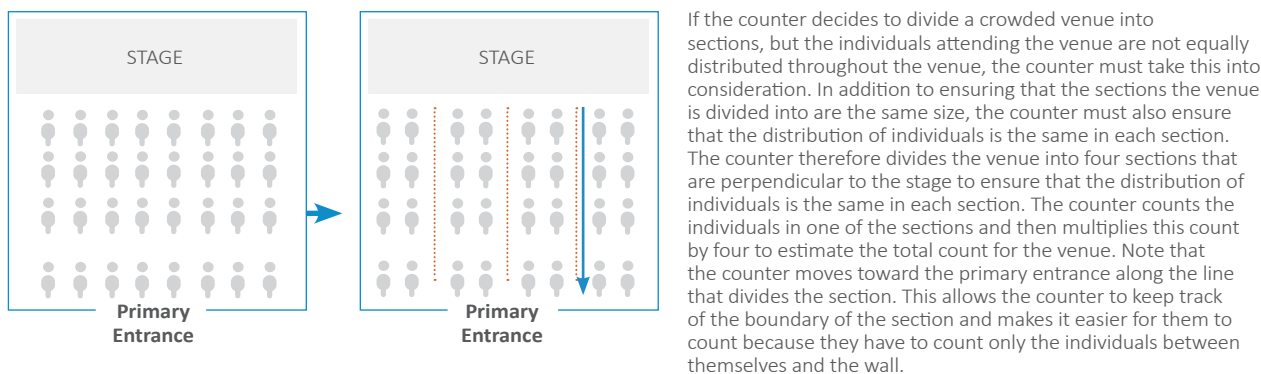 STAGE
Primary
Entrance
STAGE
Primary
Entrance
If the counter decides to divide a crowded venue into
sections, but the individuals attending the venue are not equally
distributed throughout the venue, the counter must take this into
consideration. In addition to ensuring that the sections the venue
is divided into are the same size, the counter must also ensure
that the distribution of individuals is the same in each section.
The counter therefore divides the venue into four sections that
are perpendicular to the stage to ensure that the distribution of
individuals is the same in each section. The counter counts the
individuals in one of the sections and then multiplies this count
by four to estimate the total count for the venue. Note that
the counter moves toward the primary entrance along the line
that divides the section. This allows the counter to keep track
of the boundary of the section and makes it easier for them to
count because they have to count only the individuals between
themselves and the wall.